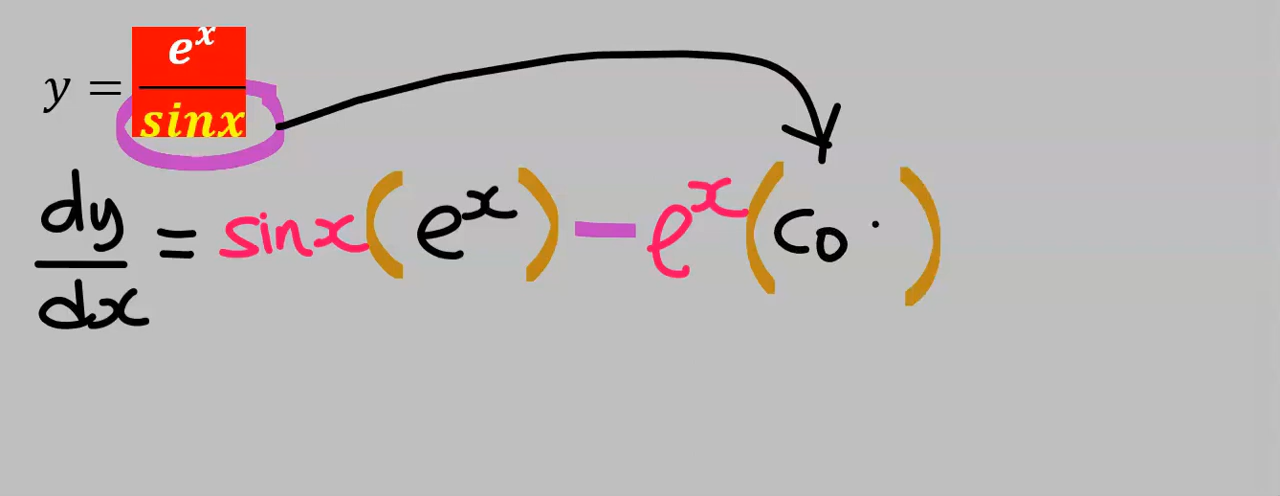 y = e^x / sinx
dy/dx = sinx(e^x) - e^x(co )